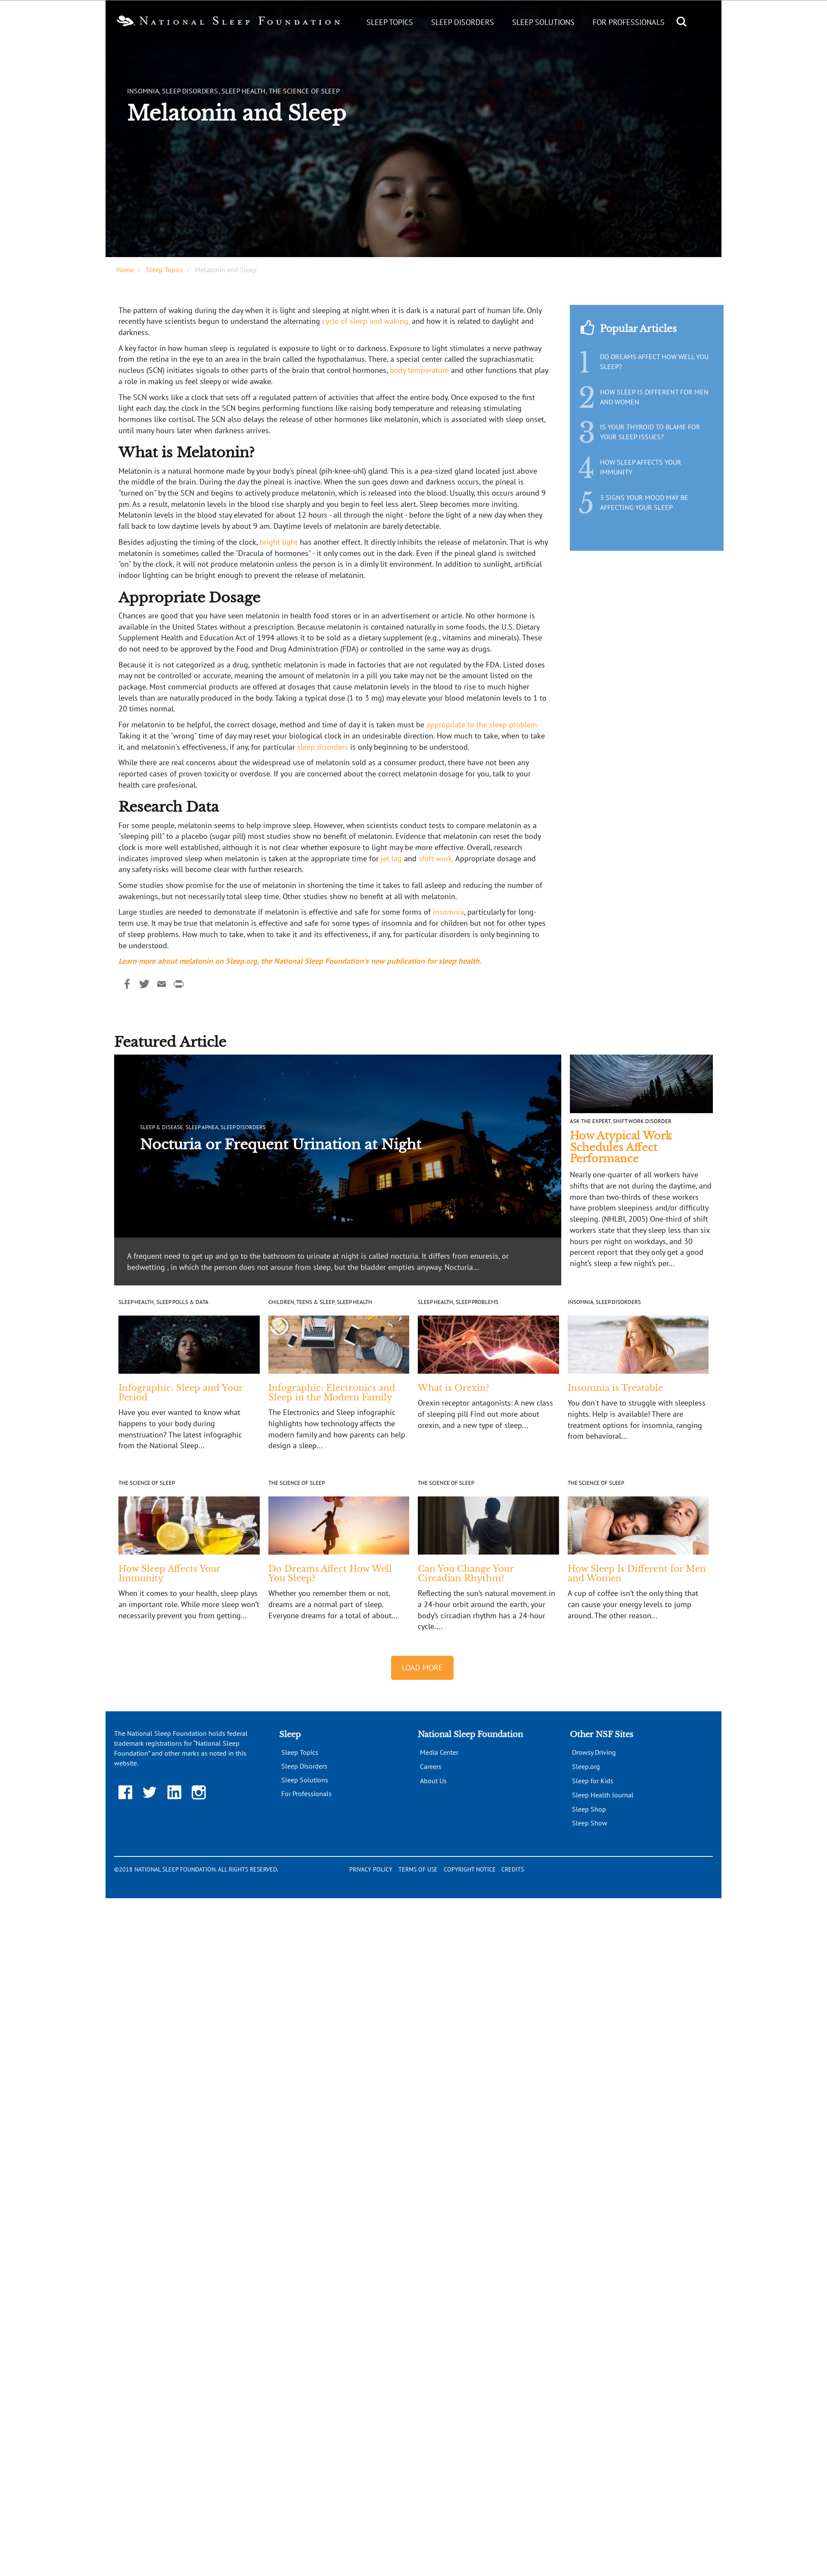 NATIONAL SLEEP FOUNDATION
SLEEP TOPICS SLEEP DISORDERS SLEEP SOLUTIONS FOR PROFESSIONALS
INSOMNIA, SLEEP DISORDERS, SLEEP HEALTH, THE SCIENCE OF SLEEP
Melatonin and Sleep
Home / Sleep Topics / Melatonin and Sleep
The pattern of waking during the day when it is light and sleeping at night when it is dark is a natural part of human life. Only
recently have scientists begun to understand the alternating cycle of sleep and waking, and how it is related to daylight and
darkness.
A key factor in how human sleep is regulated is exposure to light or to darkness. Exposure to light stimulates a nerve pathway
from the retina in the eye to an area in the brain called the hypothalamus. There, a special center called the suprachiasmatic
nucleus (SCN) initiates signals to other parts of the brain that control hormones, body temperature and other functions that play
a role in making us feel sleepy or wide awake.
The SCN works like a clock that sets off a regulated pattern of activities that affect the entire body. Once exposed to the first
light each day, the clock in the SCN begins performing functions like raising body temperature and releasing stimulating
hormones like cortisol. The SCN also delays the release of other hormones like melatonin, which is associated with sleep onset,
until many hours later when darkness arrives.
What is Melatonin?
Melatonin is a natural hormone made by your body's pineal (pih-knee-uhl) gland. This is a pea-sized gland located just above
the middle of the brain. During the day the pineal is inactive. When the sun goes down and darkness occurs, the pineal is
"turned on" by the SCN and begins to actively produce melatonin, which is released into the blood. Usually, this occurs around 9
pm. As a result, melatonin levels in the blood rise sharply and you begin to feel less alert. Sleep becomes more inviting.
Melatonin levels in the blood stay elevated for about 12 hours - all through the night - before the light of a new day when they
fall back to low daytime levels by about 9 am. Daytime levels of melatonin are barely detectable.
Besides adjusting the timing of the clock, bright light has another effect. It directly inhibits the release of melatonin. That is why
melatonin is sometimes called the "Dracula of hormones" - it only comes out in the dark. Even if the pineal gland is switched
"on" by the clock, it will not produce melatonin unless the person is in a dimly lit environment. In addition to sunlight, artificial
indoor lighting can be bright enough to prevent the release of melatonin.
Appropriate Dosage
Chances are good that you have seen melatonin in health food stores or in an advertisement or article. No other hormone is
available in the United States without a prescription. Because melatonin is contained naturally in some foods, the U.S. Dietary
Supplement Health and Education Act of 1994 allows it to be sold as a dietary supplement (e.g., vitamins and minerals). These
do not need to be approved by the Food and Drug Administration (FDA) or controlled in the same way as drugs.
Because it is not categorized as a drug, synthetic melatonin is made in factories that are not regulated by the FDA. Listed doses
may not be controlled or accurate, meaning the amount of melatonin in a pill you take may not be the amount listed on the
package. Most commercial products are offered at dosages that cause melatonin levels in the blood to rise to much higher
levels than are naturally produced in the body. Taking a typical dose (1 to 3 mg) may elevate your blood melatonin levels to 1 to
20 times normal.
For melatonin to be helpful, the correct dosage, method and time of day it is taken must be appropriate to the sleep problem.
Taking it at the "wrong" time of day may reset your biological clock in an undesirable direction. How much to take, when to take
it, and melatonin's effectiveness, if any, for particular sleep disorders is only beginning to be understood.
While there are real concerns about the widespread use of melatonin sold as a consumer product, there have not been any
reported cases of proven toxicity or overdose. If you are concerned about the correct melatonin dosage for you, talk to your
health care profesional.
Research Data
For some people, melatonin seems to help improve sleep. However, when scientists conduct tests to compare melatonin as a
"sleeping pill" to a placebo (sugar pill) most studies show no benefit of melatonin. Evidence that melatonin can reset the body
clock is more well established, although it is not clear whether exposure to light may be more effective. Overall, research
indicates improved sleep when melatonin is taken at the appropriate time for jet lag and shift work. Appropriate dosage and
any safety risks will become clear with further research.
Some studies show promise for the use of melatonin in shortening the time it takes to fall asleep and reducing the number of
awakenings, but not necessarily total sleep time. Other studies show no benefit at all with melatonin.
Large studies are needed to demonstrate if melatonin is effective and safe for some forms of insomnia, particularly for long-
term use. It may be true that melatonin is effective and safe for some types of insomnia and for children but not for other types
of sleep problems. How much to take, when to take it and its effectiveness, if any, for particular disorders is only beginning to
be understood.
Learn more about melatonin on Sleep.org, the National Sleep Foundation's new publication for sleep health.
Popular Articles
1 DO DREAMS AFFECT HOW WELL YOU
SLEEP?
2 HOW SLEEP IS DIFFERENT FOR MEN
AND WOMEN
3 IS YOUR THYROID TO BLAME FOR
YOUR SLEEP ISSUES?
4 HOW SLEEP AFFECTS YOUR
IMMUNITY
5 3 SIGNS YOUR MOOD MAY BE
AFFECTING YOUR SLEEP
Featured Article
SLEEP & DISEASE, SLEEP APNEA, SLEEP DISORDERS
Nocturia or Frequent Urination at Night
A frequent need to get up and go to the bathroom to urinate at night is called nocturia. It differs from enuresis, or
bedwetting , in which the person does not arouse from sleep, but the bladder empties anyway. Nocturia...
ASK THE EXPERT, SHIFT WORK DISORDER
How Atypical Work
Schedules Affect
Performance
Nearly one-quarter of all workers have
shifts that are not during the daytime, and
more than two-thirds of these workers
have problem sleepiness and/or difficulty
sleeping. (NHLBI, 2005) One-third of shift
workers state that they sleep less than six
hours per night on workdays, and 30
percent report that they only get a good
night's sleep a few night's per...
SLEEP HEALTH, SLEEP POLLS & DATA
Infographic: Sleep and Your
Period
Have you ever wanted to know what
happens to your body during
menstruation? The latest infographic
from the National Sleep...
CHILDREN, TEENS & SLEEP, SLEEP HEALTH
Infographic: Electronics and
Sleep in the Modern Family
The Electronics and Sleep infographic
highlights how technology affects the
modern family and how parents can help
design a sleep...
SLEEP HEALTH, SLEEP PROBLEMS
What is Orexin?
Orexin receptor antagonists: A new class
of sleeping pill Find out more about
orexin, and a new type of sleep...
INSOMNIA, SLEEP DISORDERS
Insomnia is Treatable
You don't have to struggle with sleepless
nights. Help is available! There are
treatment options for insomnia, ranging
from behavioral...
THE SCIENCE OF SLEEP
How Sleep Affects Your
Immunity
When it comes to your health, sleep plays
an important role. While more sleep won't
necessarily prevent you from getting...
THE SCIENCE OF SLEEP
Do Dreams Affect How Well
You Sleep?
Whether you remember them or not,
dreams are a normal part of sleep.
Everyone dreams for a total of about...
THE SCIENCE OF SLEEP
Can You Change Your
Circadian Rhythm?
Reflecting the sun's natural movement in
a 24-hour orbit around the earth, your
body's circadian rhythm has a 24-hour
cycle....
THE SCIENCE OF SLEEP
How Sleep Is Different for Men
and Women
A cup of coffee isn't the only thing that
can cause your energy levels to jump
around. The other reason...
LOAD MORE
The National Sleep Foundation holds federal
trademark registrations for "National Sleep
Foundation" and other marks as noted in this
website.
Sleep
Sleep Topics
Sleep Disorders
Sleep Solutions
For Professionals
National Sleep Foundation
Media Center
Careers
About Us
Other NSF Sites
Drowsy Driving
Sleep.org
Sleep for Kids
Sleep Health Journal
Sleep Shop
Sleep Show
©2018 NATIONAL SLEEP FOUNDATION. ALL RIGHTS RESERVED.
PRIVACY POLICY TERMS OF USE COPYRIGHT NOTICE CREDITS